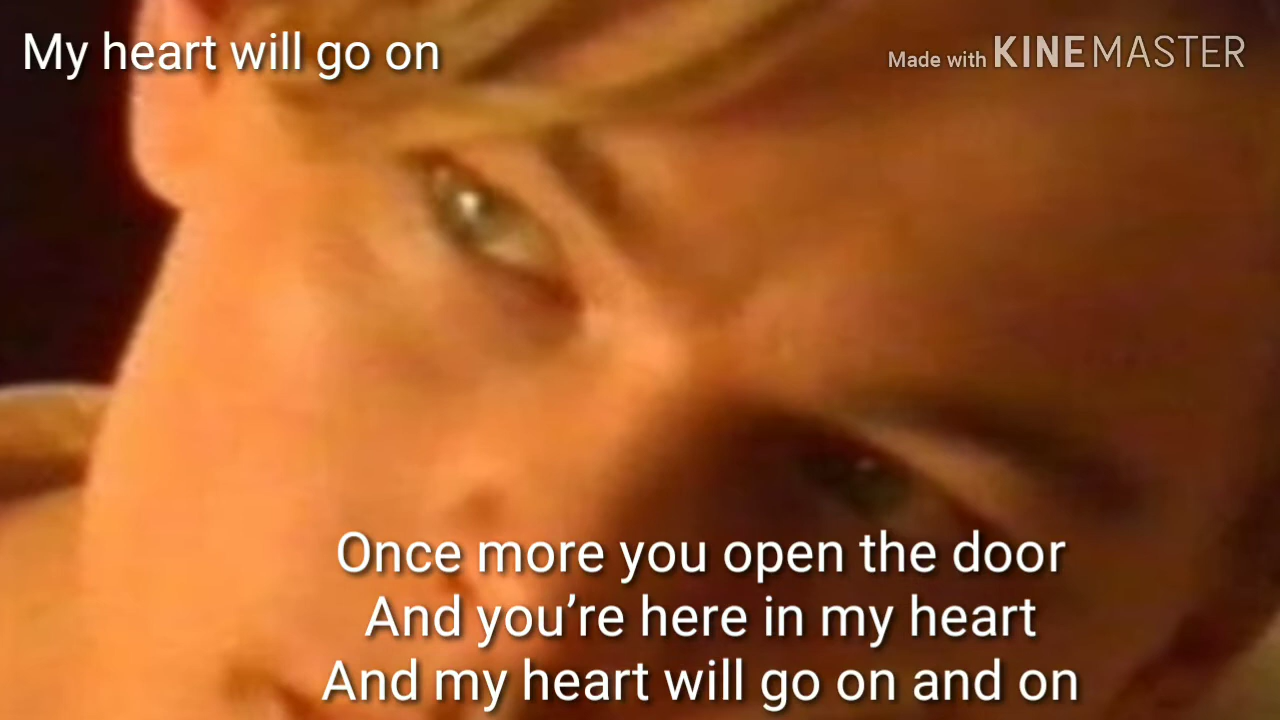 My heart will go on
Made with KINEMASTER
Once more you open the door
And you’re here in my heart
And my heart will go on and on